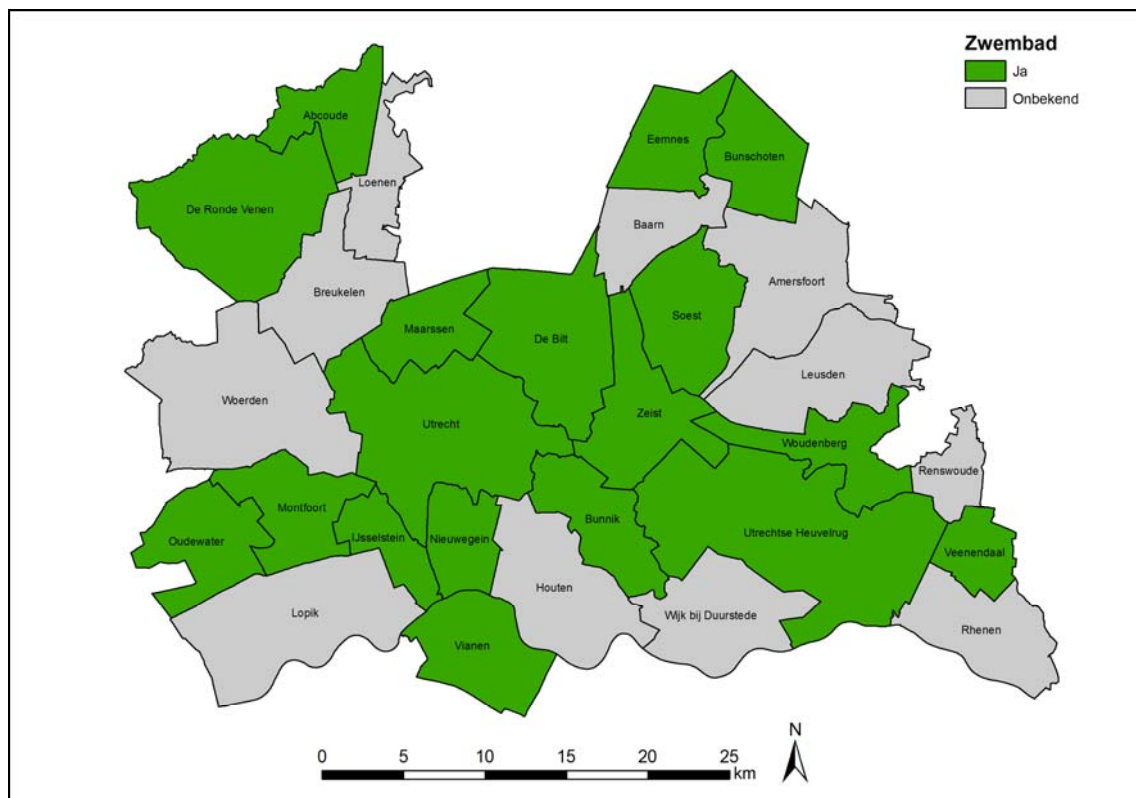 Zwembad
Ja
Onbekend
Abcoude
Eemnes
Bunschoten
Loenen
De Ronde Venen
Baarn
Amersfoort
Breukelen
Soest
Maarssen
De Bilt
Leusden
Woerden
Zeist
Utrecht
Woudenberg
Renswoude
Montfoort
Bunnik
Utrechtse Heuvelrug
Oudewater
IJsselstein
Nieuwegein
Veenendaal
Houten
Lopik
Wijk bij Duurstede
Rhenen
Vianen
N
0 5 10 15 20 25
km